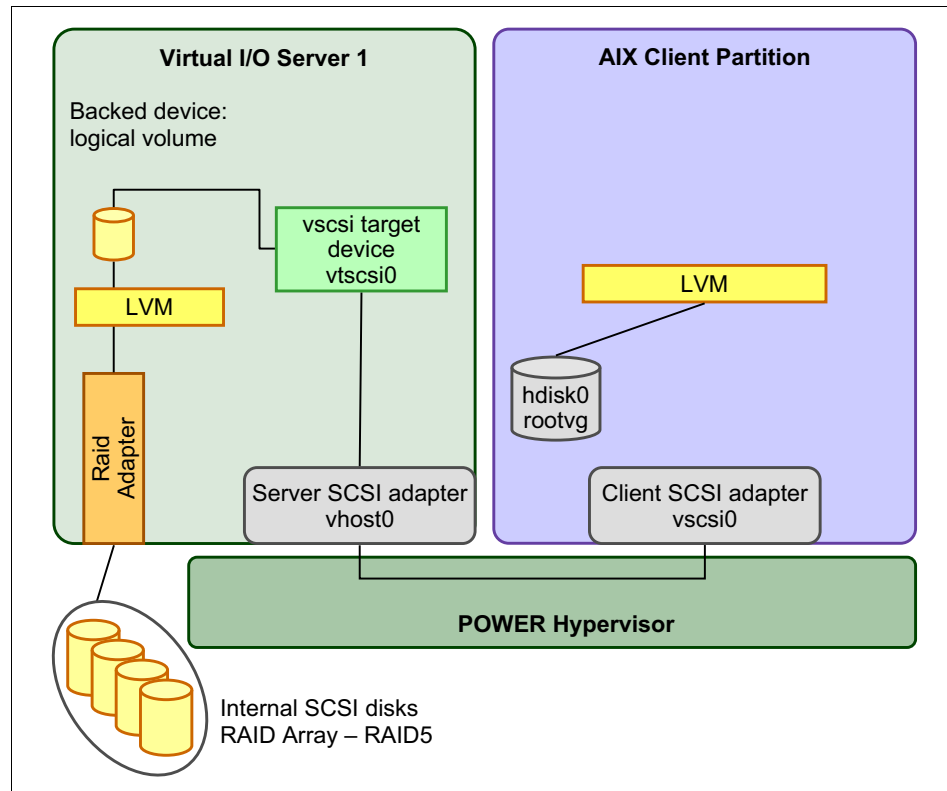 Virtual I/O Server 1
Backed device:
logical volume
vscsi target
device
vtscsi0
LVM
Raid
Adapter
Server SCSI adapter
vhost0
AIX Client Partition
LVM
hdisk0
rootvg
Client SCSI adapter
vscsi0
POWER Hypervisor
Internal SCSI disks
RAID Array – RAID5